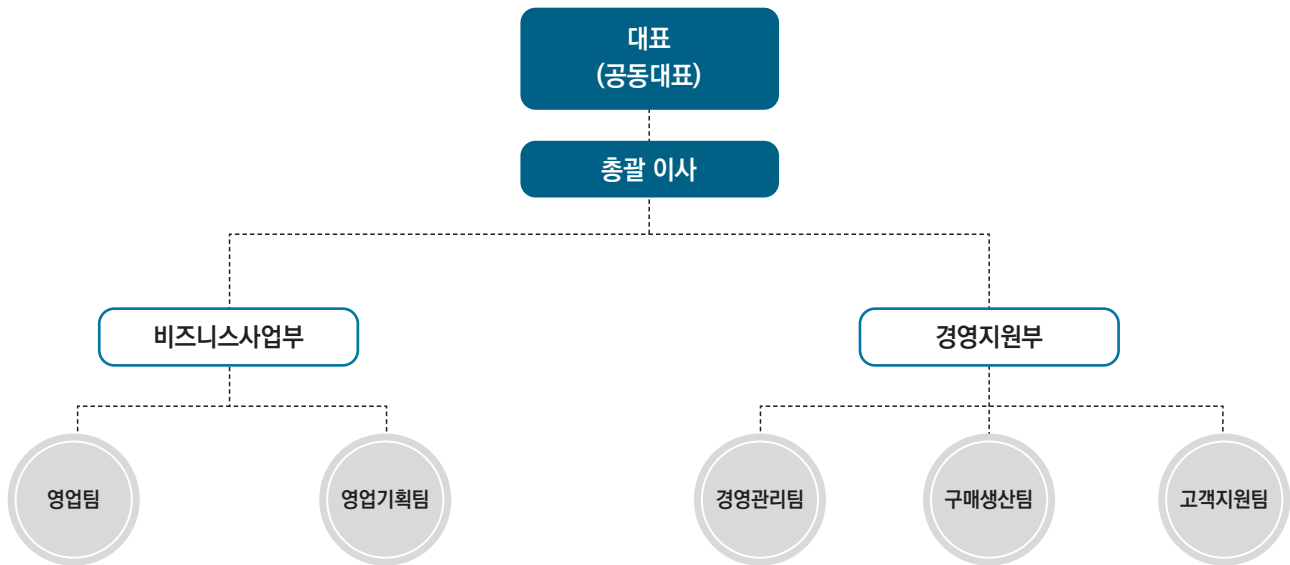 대표
(공동대표)
총괄 이사
비즈니스사업부
경영지원부
영업팀
영업기획팀
경영관리팀
구매생산팀
고객지원팀